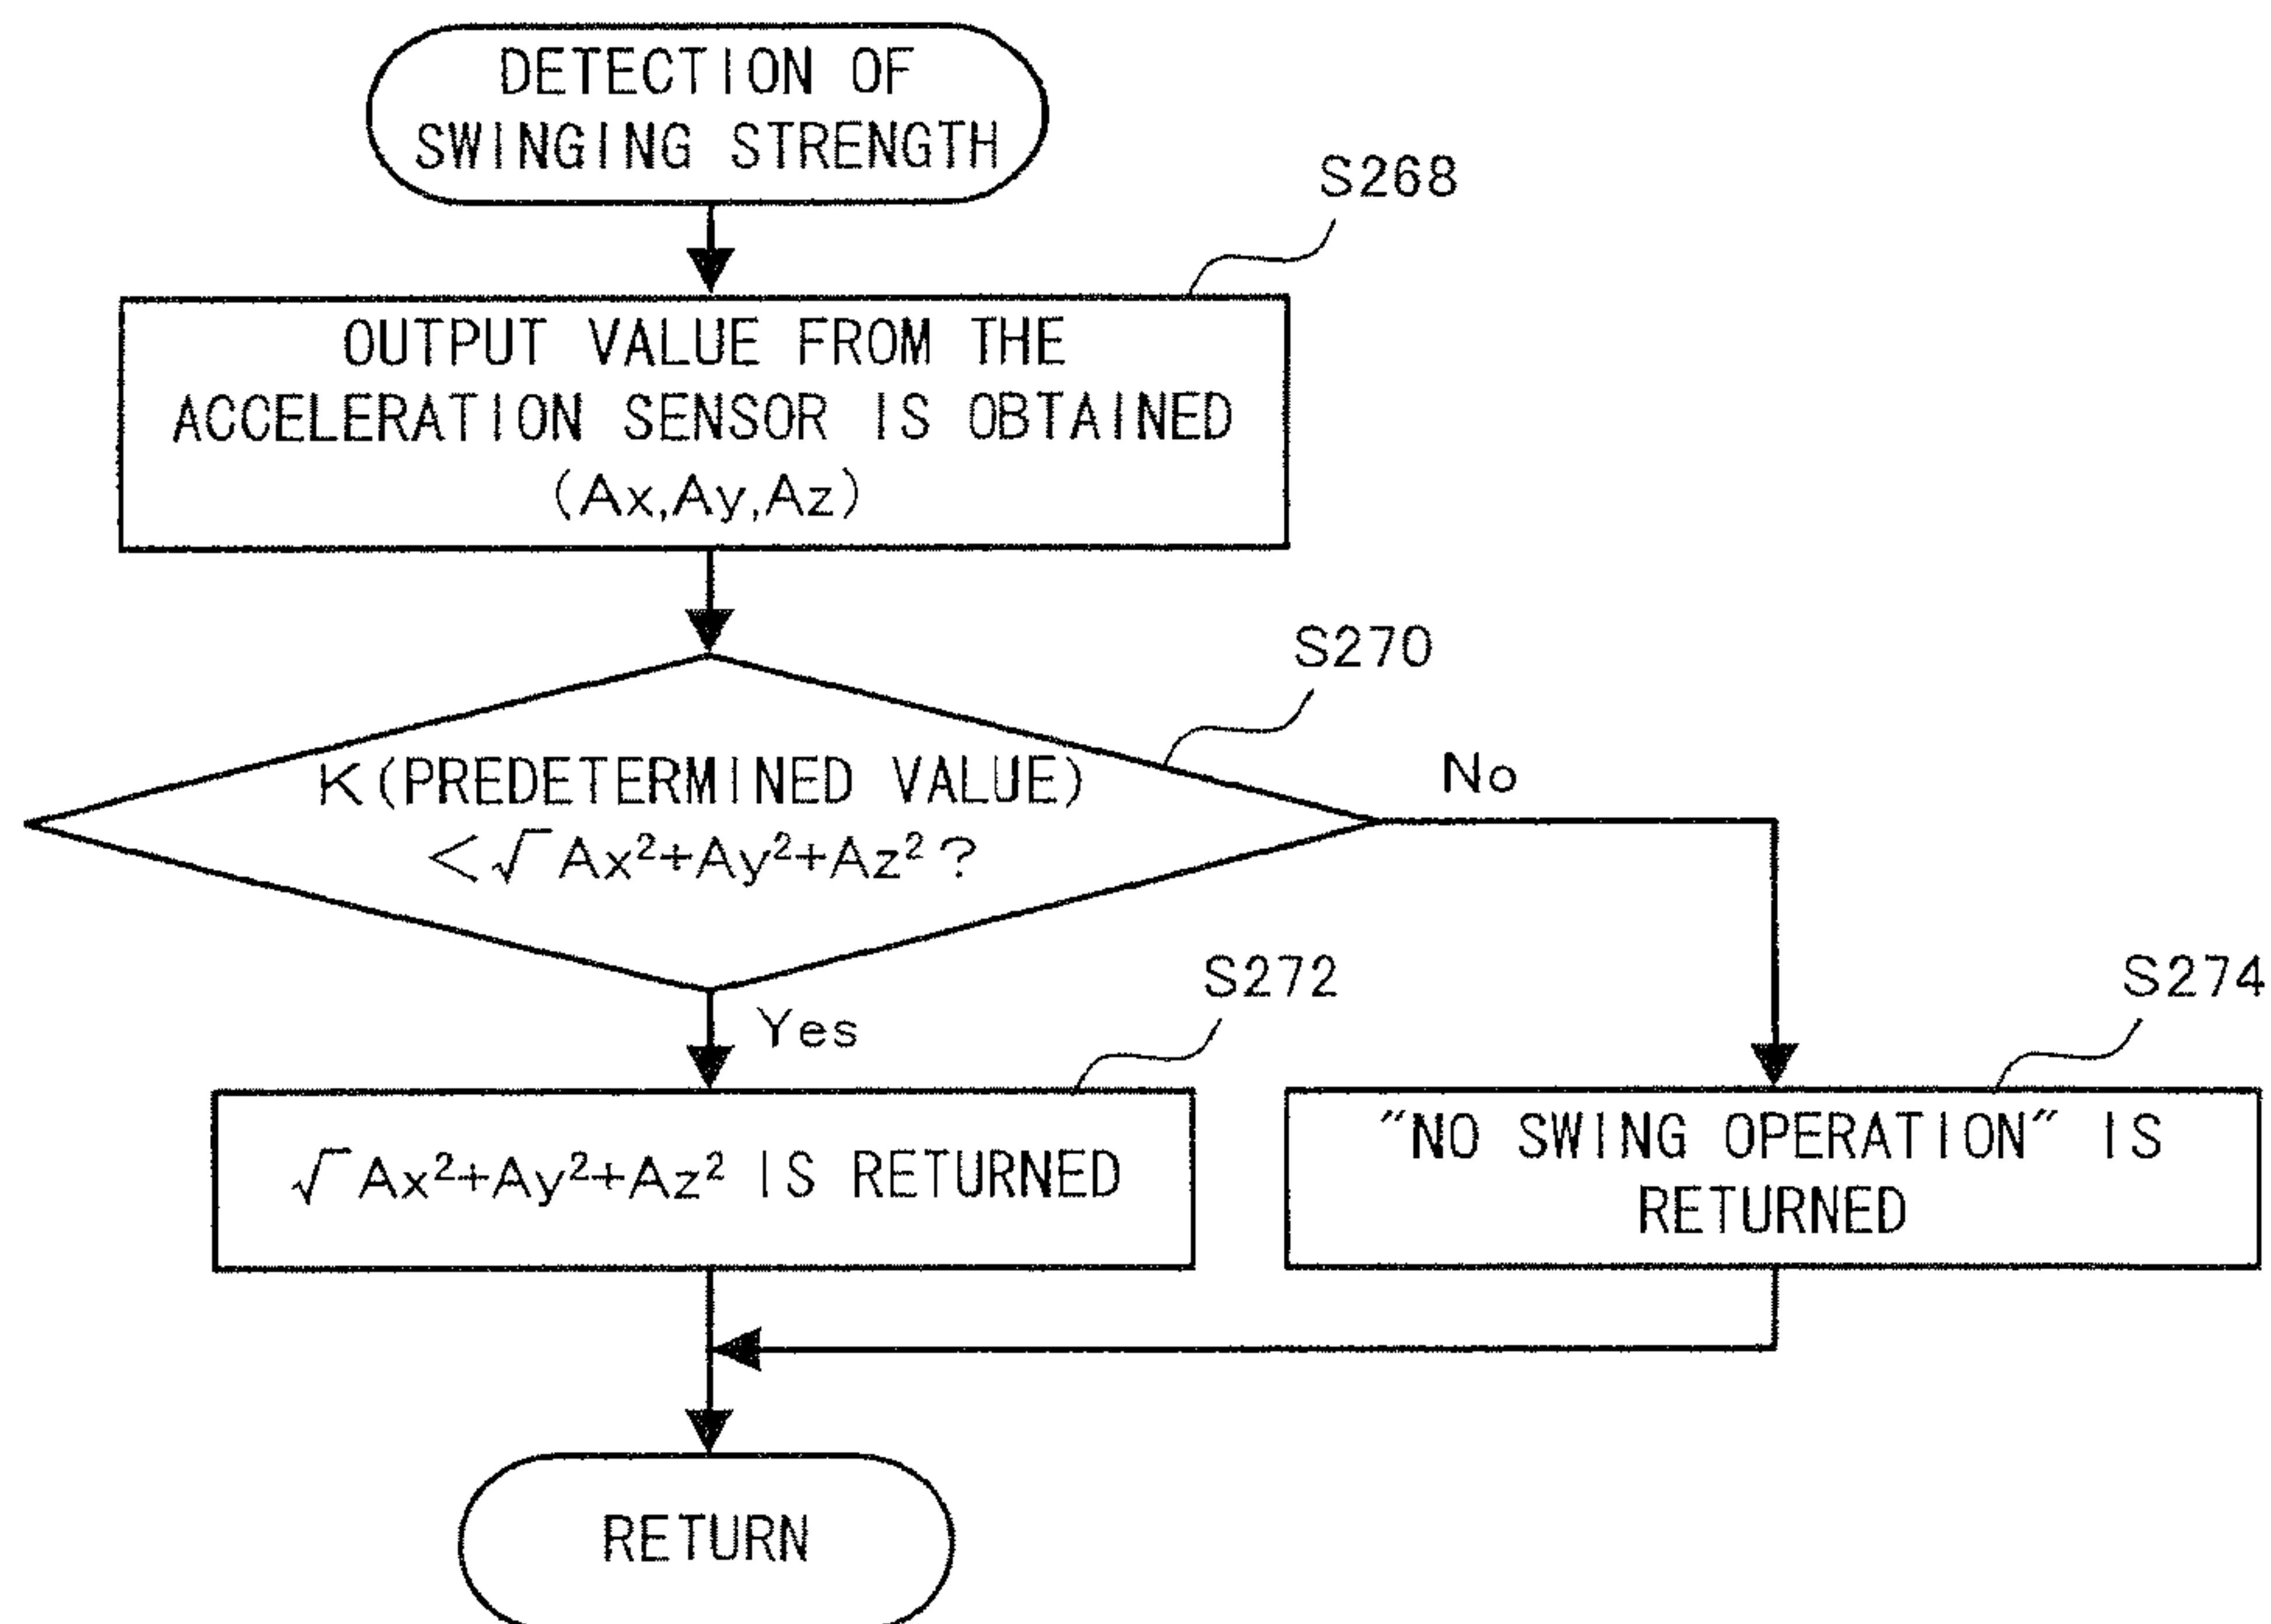 DETECTION OF
SWINGING STRENGTH
S268
OUTPUT VALUE FROM THE
ACCELERATION SENSOR IS OBTAINED
(Ax,Ay,Az)
S270
K(PREDETERMINED VALUE)
<√Ax²+Ay²+Az²?
No
Yes
S272
√Ax²+Ay²+Az² IS RETURNED
S274
"NO SWING OPERATION" IS
RETURNED
RETURN